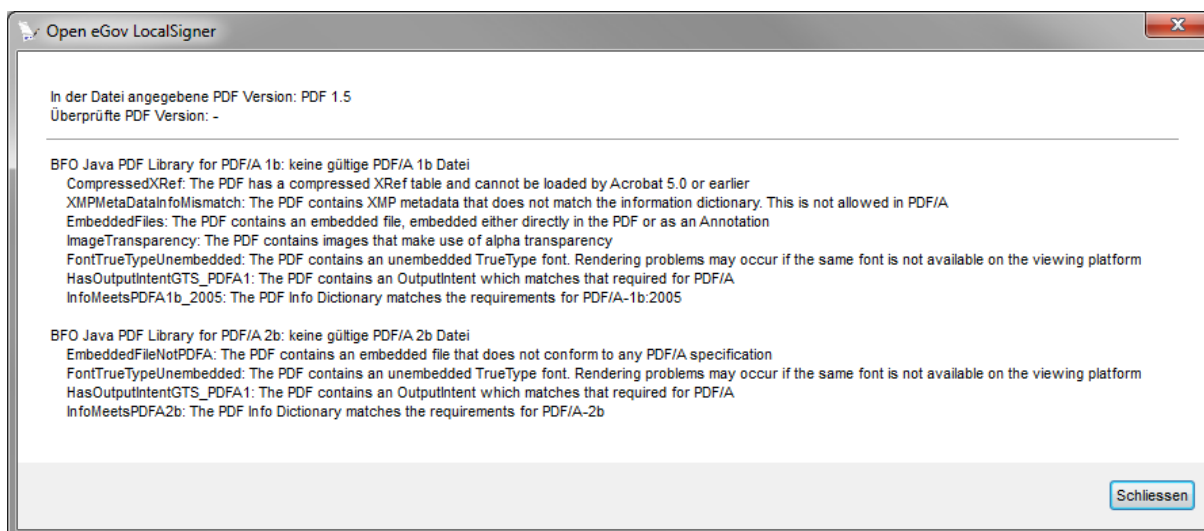 Open eGov LocalSigner
In der Datei angegebene PDF Version: PDF 1.5
Überprüfte PDF Version: -
BFO Java PDF Library for PDF/A 1b: keine gültige PDF/A 1b Datei
CompressedXRef: The PDF has a compressed XRef table and cannot be loaded by Acrobat 5.0 or earlier
XMPMetaDataInfoMismatch: The PDF contains XMP metadata that does not match the information dictionary. This is not allowed in PDF/A
EmbeddedFiles: The PDF contains an embedded file, embedded either directly in the PDF or as an Annotation
ImageTransparency: The PDF contains images that make use of alpha transparency
FontTrueTypeUnembedded: The PDF contains an unembedded TrueType font. Rendering problems may occur if the same font is not available on the viewing platform
HasOutputIntentGTS_PDFA1: The PDF contains an OutputIntent which matches that required for PDF/A
InfoMeetsPDFA1b_2005: The PDF Info Dictionary matches the requirements for PDF/A-1b:2005
BFO Java PDF Library for PDF/A 2b: keine gültige PDF/A 2b Datei
EmbeddedFileNotPDFA: The PDF contains an embedded file that does not conform to any PDF/A specification
FontTrueTypeUnembedded: The PDF contains an unembedded TrueType font. Rendering problems may occur if the same font is not available on the viewing platform
HasOutputIntentGTS_PDFA1: The PDF contains an OutputIntent which matches that required for PDF/A
InfoMeetsPDFA2b: The PDF Info Dictionary matches the requirements for PDF/A-2b
Schliessen